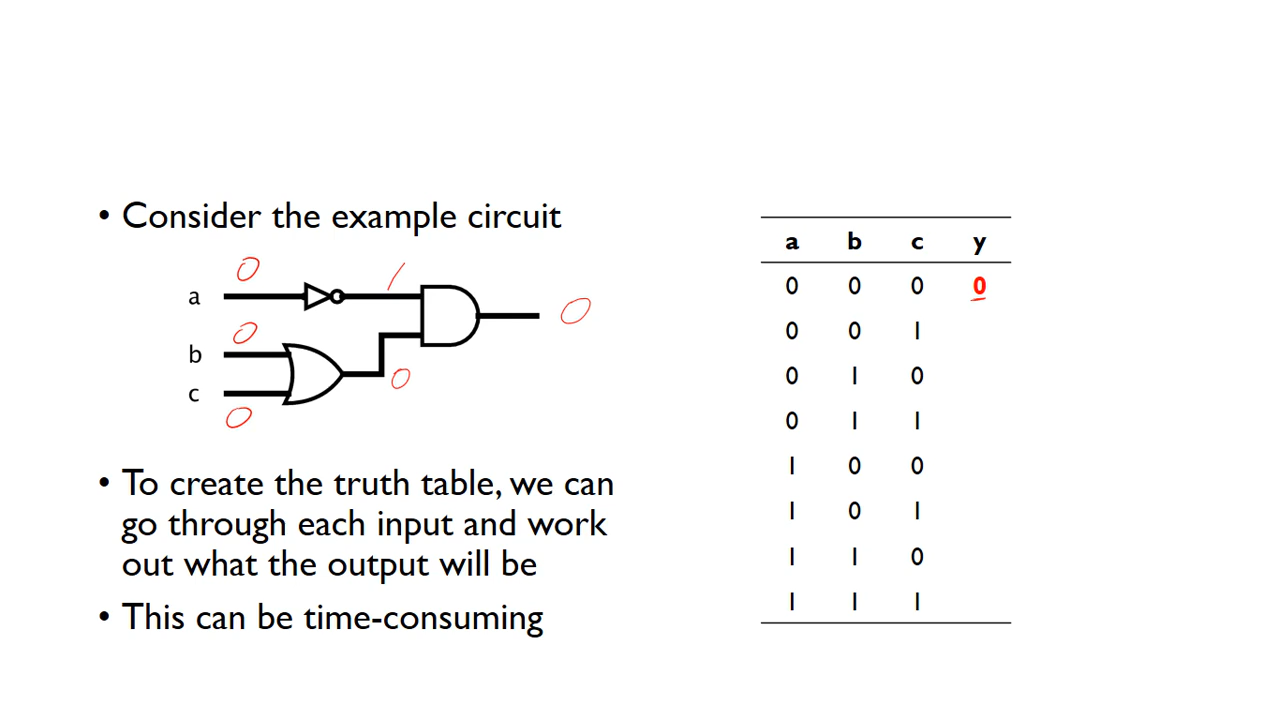 • Consider the example circuit
0
a
1
0
0
b
c
0
0
• To create the truth table, we can
go through each input and work
out what the output will be
• This can be time-consuming
a b c y
0 0 0 0
0 0 1
0 1 0
0 1 1
1 0 0
1 0 1
1 1 0
1 1 1